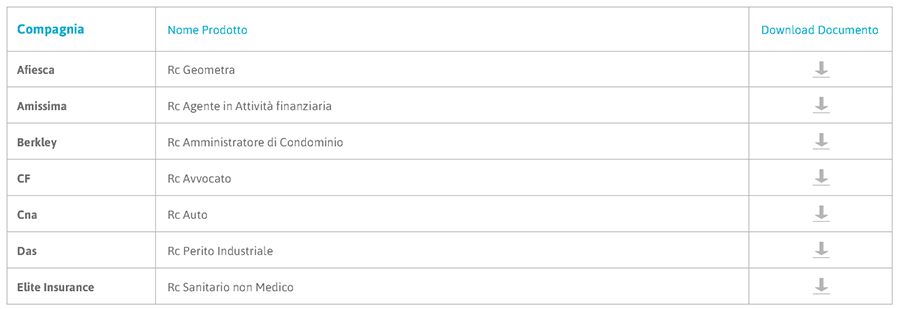 Compagnia Nome Prodotto Download Documento
Afiesca Rc Geometra
Amissima Rc Agente in Attività finanziaria
Berkley Rc Amministratore di Condominio
CF Rc Avvocato
Cna Rc Auto
Das Rc Perito Industriale
Elite Insurance Rc Sanitario non Medico